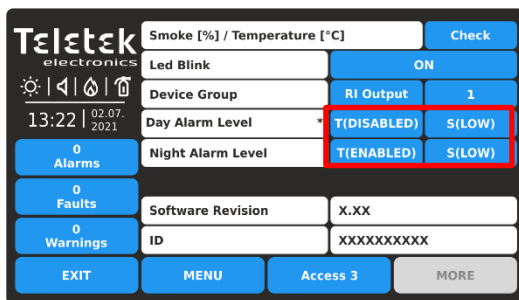 Teletek
electronics
13:22 | 02.07. 2021
0
Alarms
0
Faults
0
Warnings
Smoke [%] / Temperature [°C] Check
Led Blink ON
Device Group RI Output 1
Day Alarm Level * T(DISABLED) S(LOW)
Night Alarm Level T(ENABLED) S(LOW)
Software Revision X.XX
ID XXXXXXXXXX
EXIT MENU Access 3 MORE